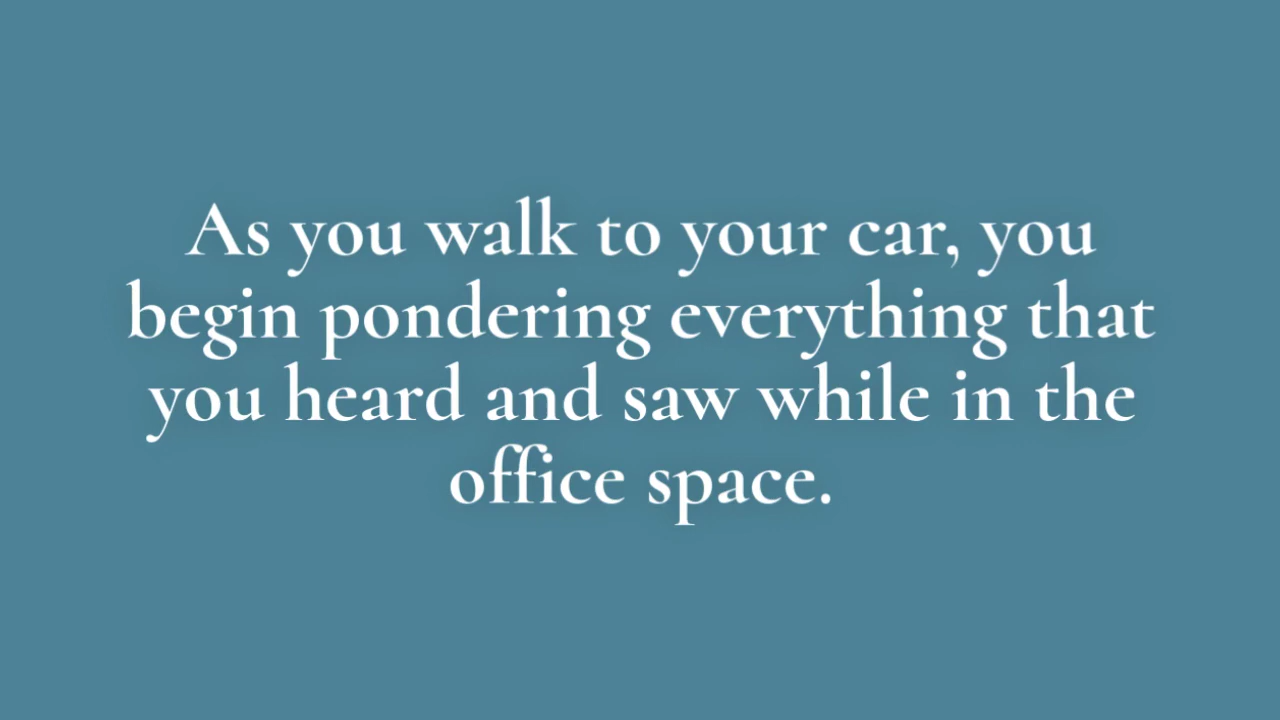 As you walk to your car, you
begin pondering everything that
you heard and saw while in the
office space.